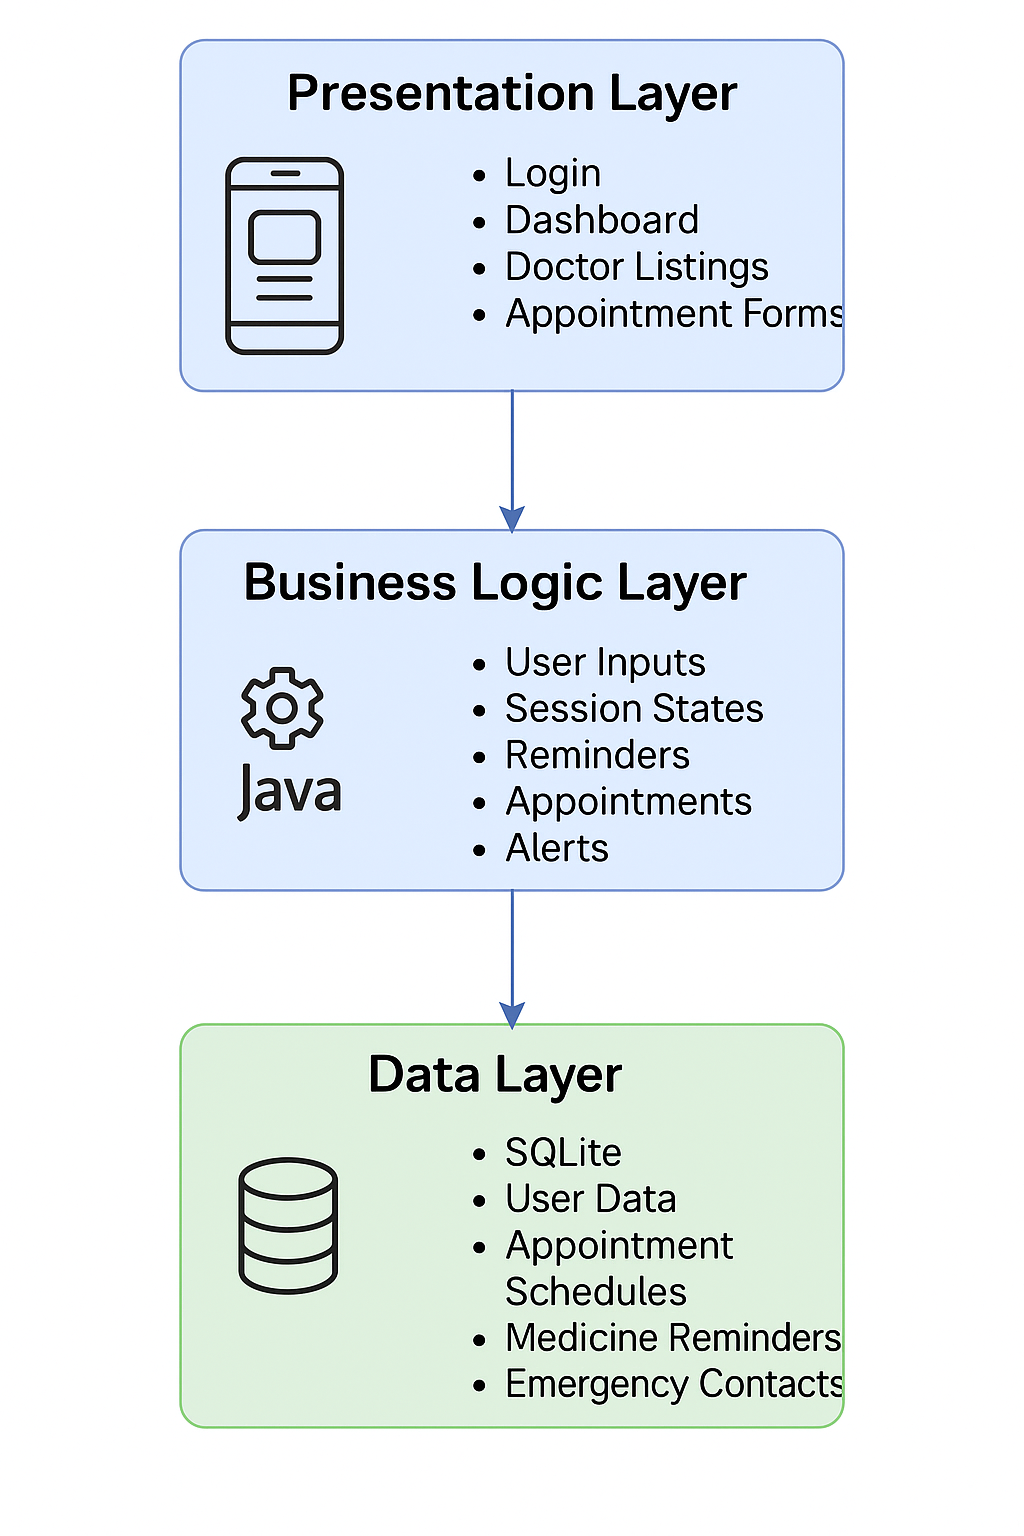 Presentation Layer
• Login
• Dashboard
• Doctor Listings
• Appointment Forms
Business Logic Layer
Java
• User Inputs
• Session States
• Reminders
• Appointments
• Alerts
Data Layer
• SQLite
• User Data
• Appointment
Schedules
• Medicine Reminders
• Emergency Contacts